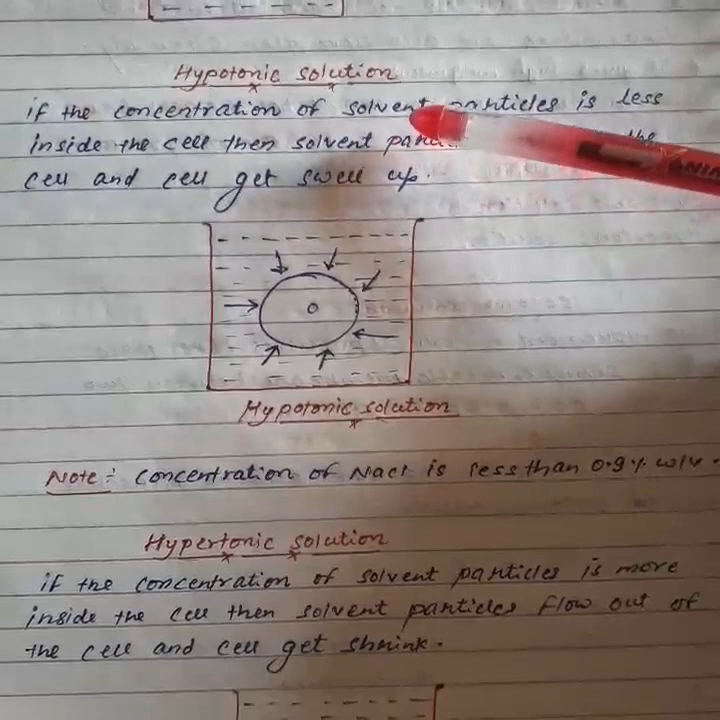 Hypotonic solution
if the concentration of solvent particles is less
inside the cell then solvent the
cell and cell get swell up.
Hypotonic solution
Note :- concentration of NaCl is less than 0.9% w/v.
Hypertonic solution
if the concentration of solvent particles is more
inside the cell then solvent particles flow out of
the cell and cell get shrink.